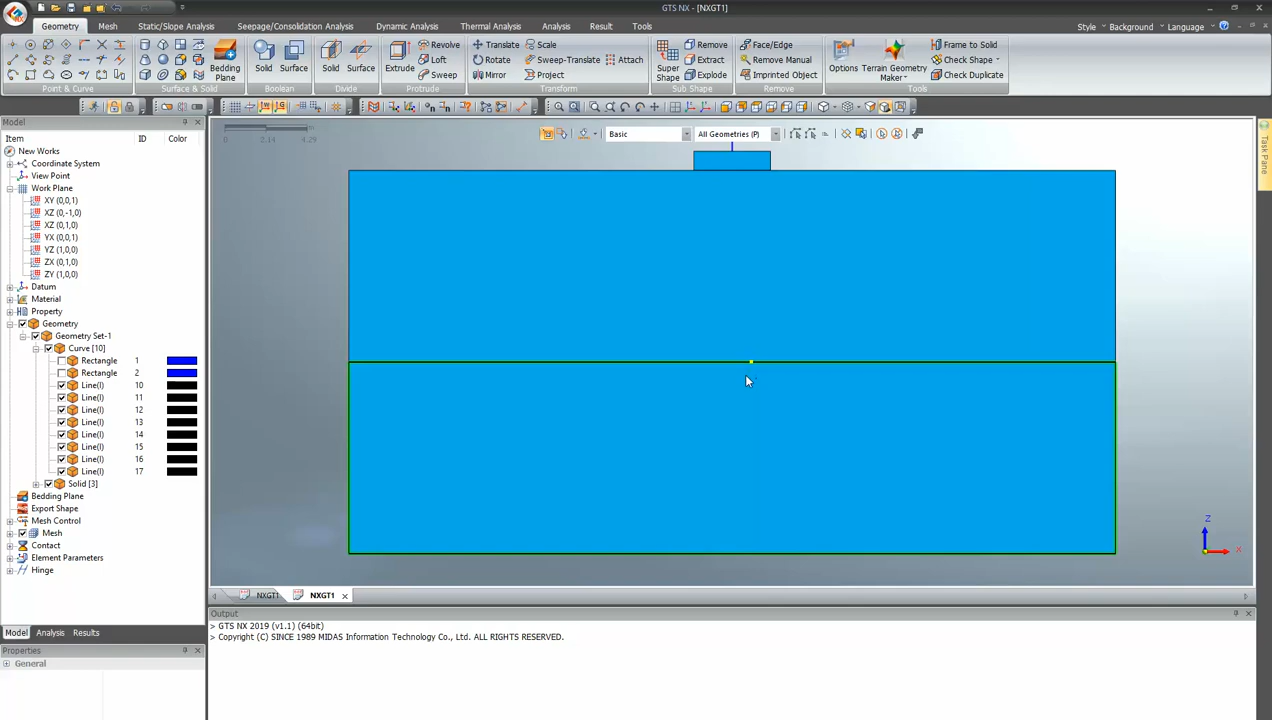 GTS NX - [NXGT1]
Geometry Mesh Static/Slope Analysis Seepage/Consolidation Analysis Dynamic Analysis Thermal Analysis Analysis Result Tools Style Background Language
Revolve Translate Scale Remove Face/Edge Frame to Solid
Loft Rotate Sweep-Translate Attach Extract Remove Manual Check Shape
Bedding Plane Solid Surface Solid Surface Extrude Sweep Mirror Project Super Shape Explode Imprinted Object Options Terrain Geometry Maker Check Duplicate
Point & Curve Surface & Solid Boolean Divide Protrude Transform Sub Shape Remove Tools
Model
Item ID Color
New Works
Coordinate System
View Point
Work Plane
XY (0,0,1)
XZ (0,-1,0)
XZ (0,1,0)
YX (0,0,1)
YZ (1,0,0)
ZX (0,1,0)
ZY (1,0,0)
Datum
Material
Property
Geometry
Geometry Set-1
Curve [10]
Rectangle 1
Rectangle 2
Line(l) 10
Line(l) 11
Line(l) 12
Line(l) 13
Line(l) 14
Line(l) 15
Line(l) 16
Line(l) 17
Solid [3]
Bedding Plane
Export Shape
Mesh Control
Mesh
Contact
Element Parameters
Hinge
Model Analysis Results
Properties
General
0 2.14 4.29
Basic All Geometries (P)
Task Pane
Z
X
NXGT1 NXGT1
Output
> GTS NX 2019 (v1.1) (64bit)
> Copyright (C) SINCE 1989 MIDAS Information Technology Co., Ltd. ALL RIGHTS RESERVED.